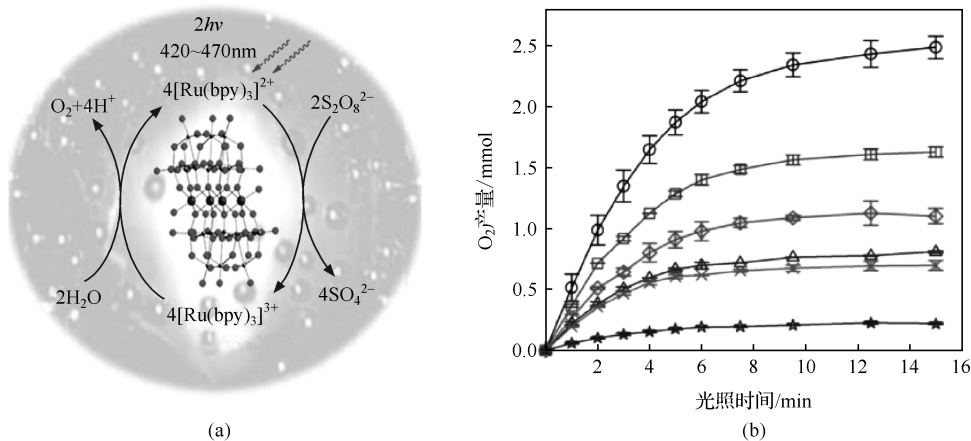 2hν
420~470nm
4[Ru(bpy)₃]²⁺
O₂+4H⁺
2S₂O₈²⁻
2H₂O
4SO₄²⁻
4[Ru(bpy)₃]³⁺
(a)
O₂产量/mmol
2.5
2.0
1.5
1.0
0.5
0.0
2 4 6 8 10 12 14 16
光照时间/min
(b)